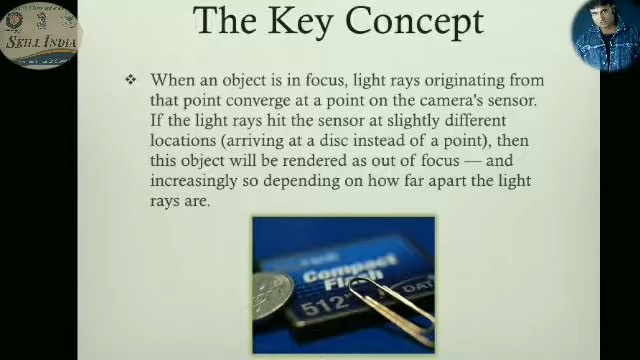 SKILL INDIA
The Key Concept
❖ When an object is in focus, light rays originating from
that point converge at a point on the camera's sensor.
If the light rays hit the sensor at slightly different
locations (arriving at a disc instead of a point), then
this object will be rendered as out of focus — and
increasingly so depending on how far apart the light
rays are.
Compact
Flash
512
DAT